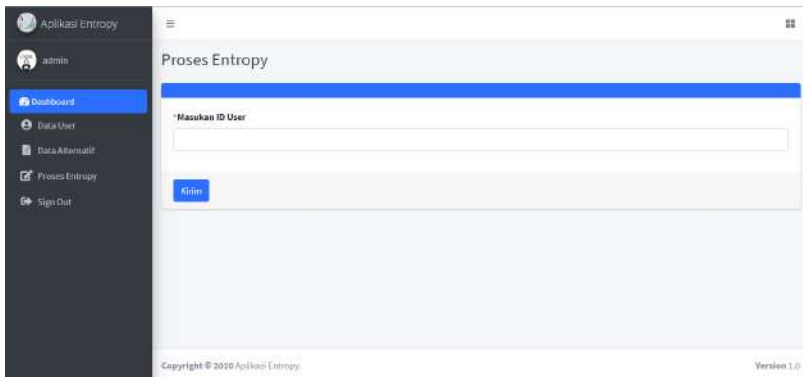 Aplikasi Entropy
admin
Dashboard
Data User
Data Alternatif
Proses Entropy
Sign Out
Proses Entropy
*Masukan ID User
Kirim
Copyright © 2020 Aplikasi Entropy.
Version 1.0